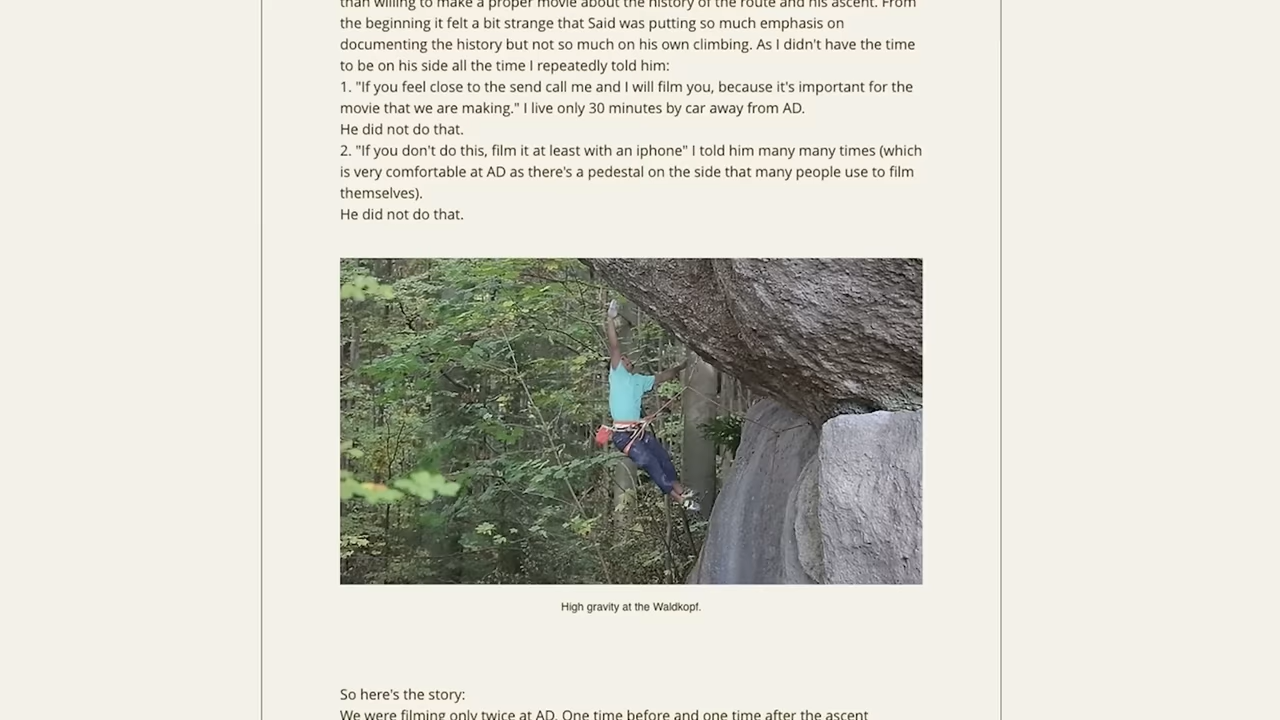 than willing to make a proper movie about the history of the route and his ascent. From
the beginning it felt a bit strange that Said was putting so much emphasis on
documenting the history but not so much on his own climbing. As I didn't have the time
to be on his side all the time I repeatedly told him:
1. "If you feel close to the send call me and I will film you, because it's important for the
movie that we are making." I live only 30 minutes by car away from AD.
He did not do that.
2. "If you don't do this, film it at least with an iphone" I told him many many times (which
is very comfortable at AD as there's a pedestal on the side that many people use to film
themselves).
He did not do that.
High gravity at the Waldkopf.
So here's the story:
We were filming only twice at AD. One time before and one time after the ascent